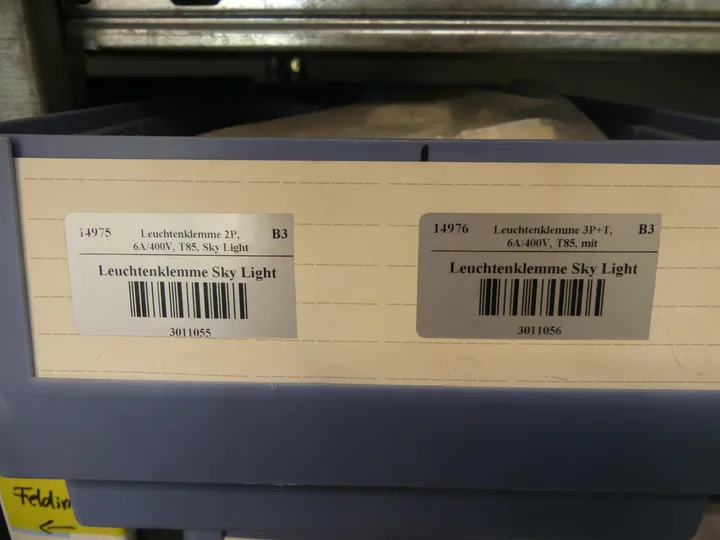 14975 Leuchtenklemme 2P, B3
6A/400V, T85, Sky Light
Leuchtenklemme Sky Light
3011055
14976 Leuchtenklemme 3P+T, B3
6A/400V, T85, mit
Leuchtenklemme Sky Light
3011056